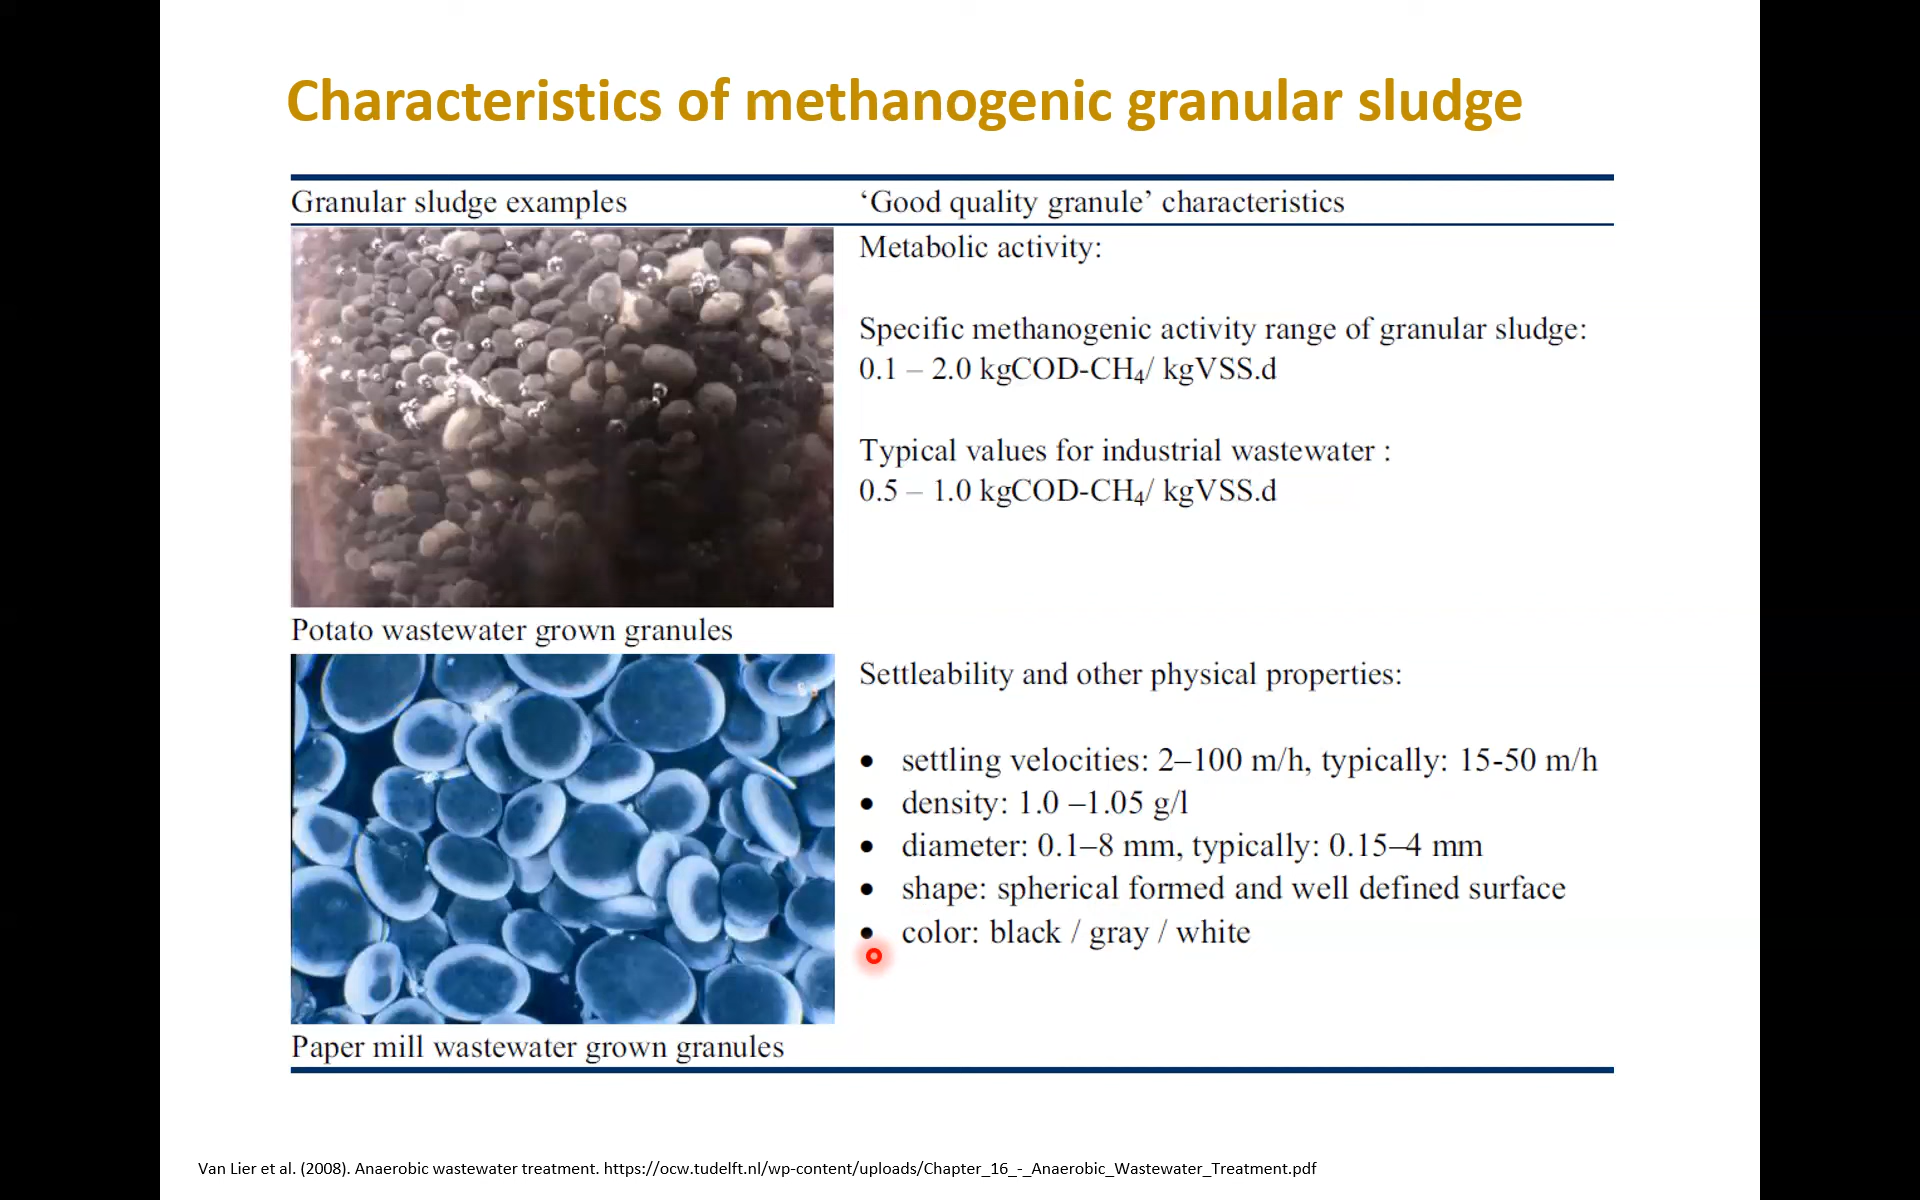 Characteristics of methanogenic granular sludge
Granular sludge examples
‘Good quality granule’ characteristics
Metabolic activity:
Specific methanogenic activity range of granular sludge:
0.1 – 2.0 kgCOD-CH₄/ kgVSS.d
Typical values for industrial wastewater :
0.5 – 1.0 kgCOD-CH₄/ kgVSS.d
Potato wastewater grown granules
Settleability and other physical properties:
• settling velocities: 2–100 m/h, typically: 15-50 m/h
• density: 1.0 –1.05 g/l
• diameter: 0.1–8 mm, typically: 0.15–4 mm
• shape: spherical formed and well defined surface
• color: black / gray / white
Paper mill wastewater grown granules
Van Lier et al. (2008). Anaerobic wastewater treatment. https://ocw.tudelft.nl/wp-content/uploads/Chapter_16_-_Anaerobic_Wastewater_Treatment.pdf